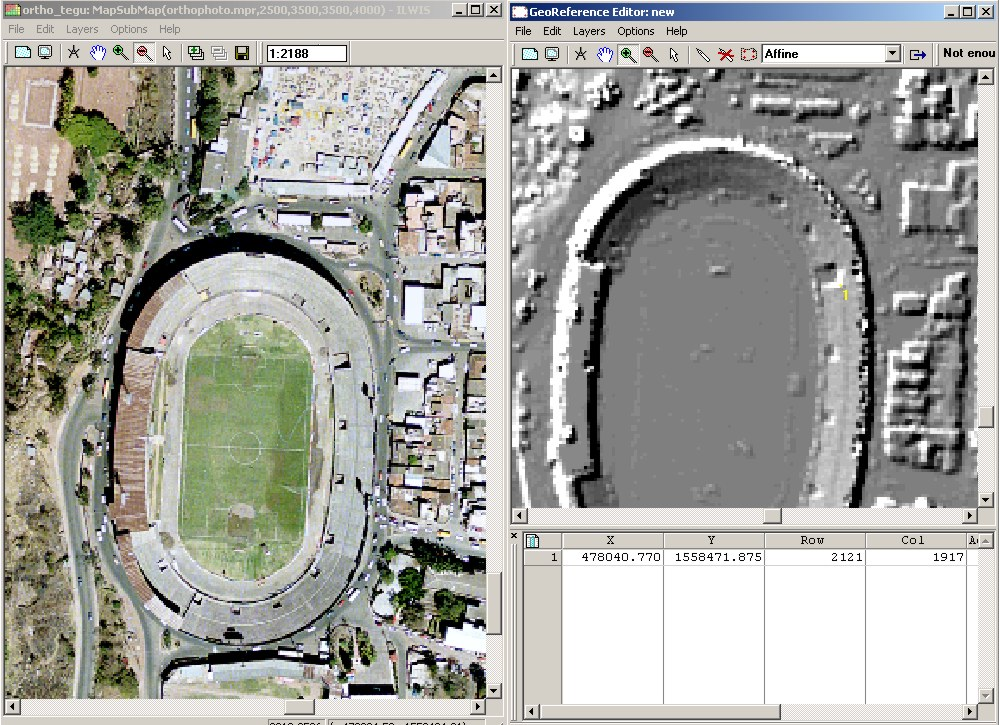 ortho_tegu: MapSubMap(orthophoto.mpr,2500,3500,3500,4000) - ILWIS
File Edit Layers Options Help
1:2188
GeoReference Editor: new
File Edit Layers Options Help
Affine
Not enou
1
X Y Row Col
1 478040.770 1558471.875 2121 1917